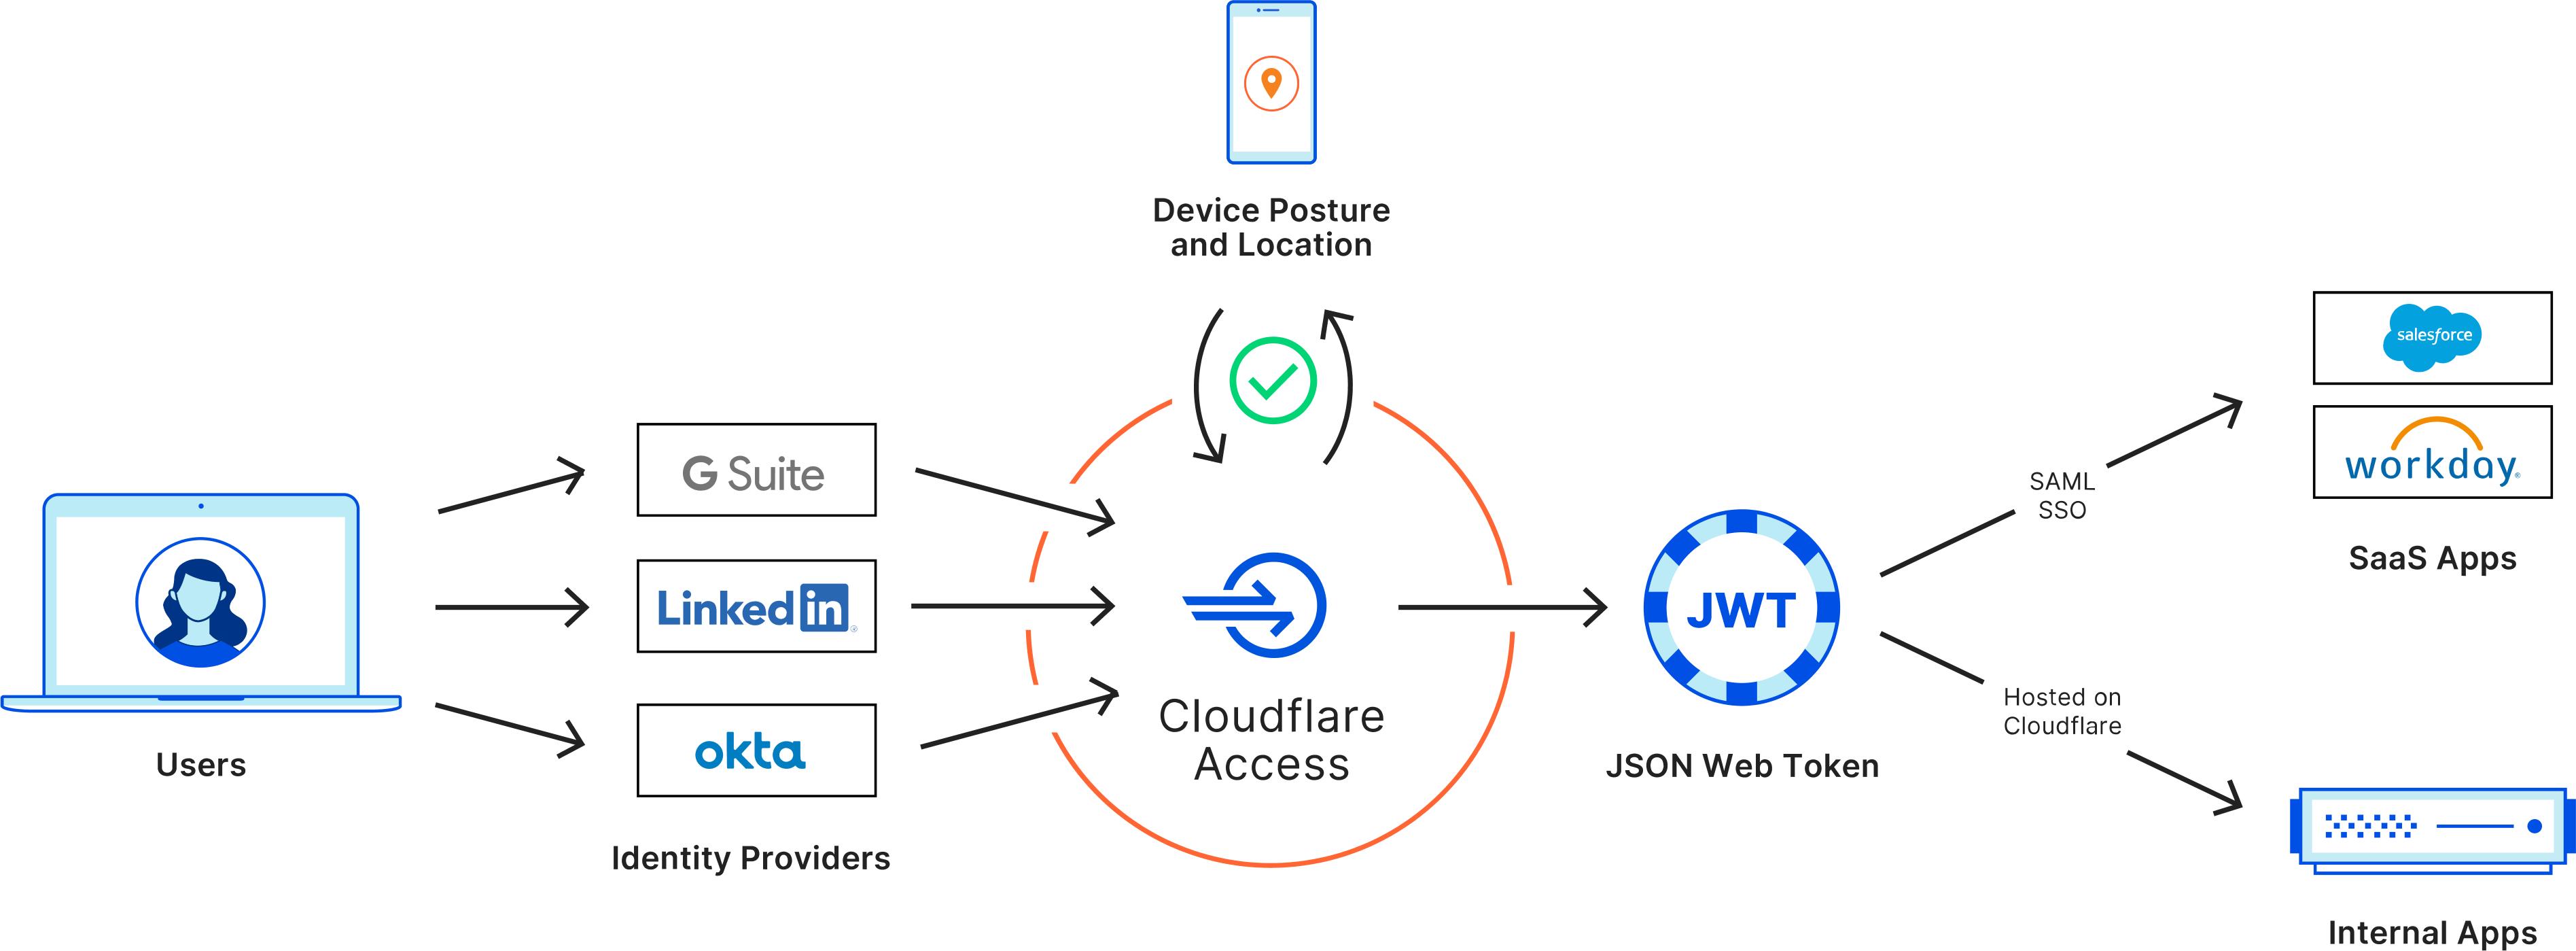 Device Posture
and Location
salesforce
workday
SAML
SSO
SaaS Apps
G Suite
Linked in
okta
Identity Providers
Users
Cloudflare
Access
JWT
JSON Web Token
Hosted on
Cloudflare
Internal Apps